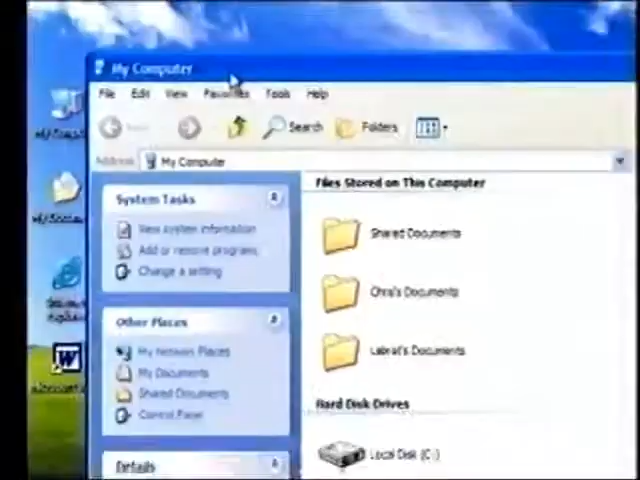 My Computer
File Edit View Favorites Tools Help
Search Folders
Address My Computer
System Tasks
View system information
Add or remove programs
Change a setting
Other Places
My Network Places
My Documents
Shared Documents
Control Panel
Details
Files Stored on This Computer
Shared Documents
Chris's Documents
Labrat's Documents
Hard Disk Drives
Local Disk (C:)